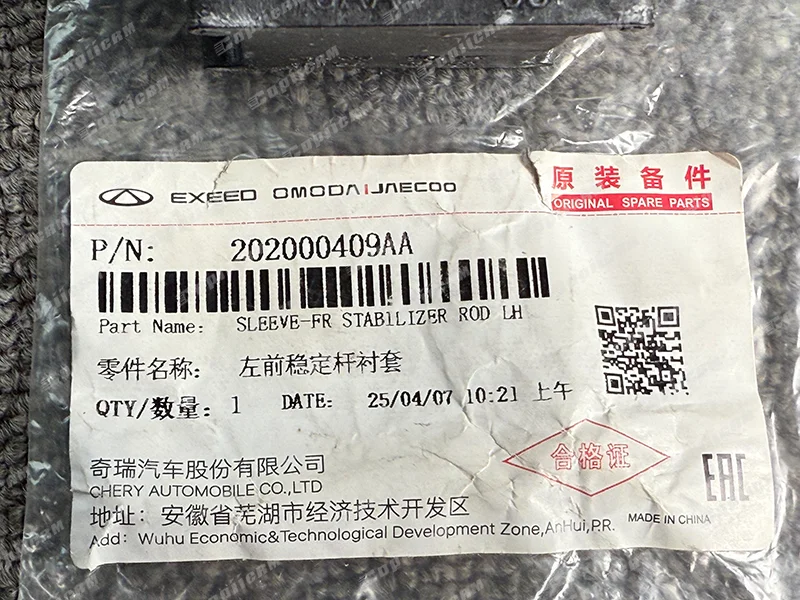 EXEED OMODA JAECOO
原装备件
ORIGINAL SPARE PARTS
P/N: 202000409AA
Part Name: SLEEVE-FR STABILIZER ROD LH
零件名称: 左前稳定杆衬套
QTY/数量: 1 DATE: 25/04/07 10:21 上午
合格证
奇瑞汽车股份有限公司
CHERY AUTOMOBILE CO.,LTD
EAC
地址: 安徽省芜湖市经济技术开发区
MADE IN CHINA
Add: Wuhu Economic&Technological Development Zone,AnHui,P.R.